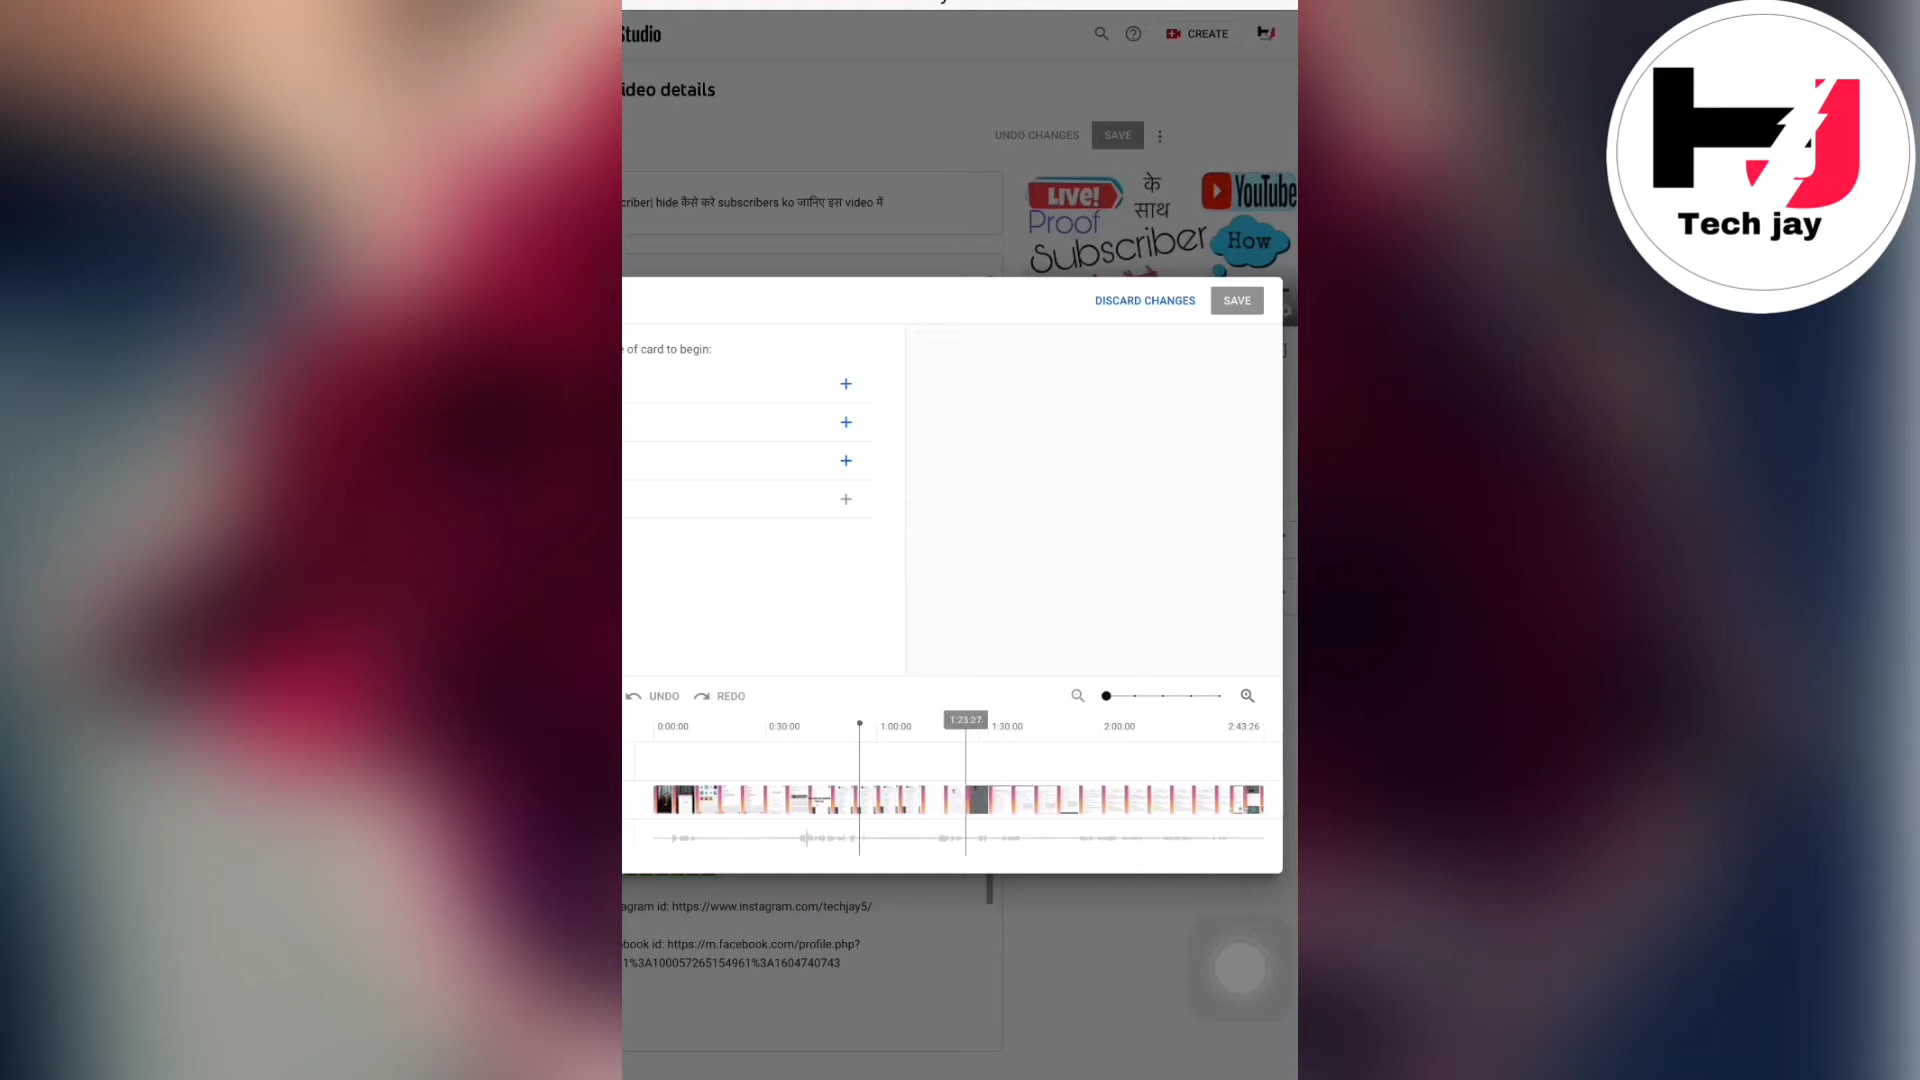 Studio
CREATE
ideo details
UNDO CHANGES
SAVE
criber| hide कैसे करे subscribers ko जानिए इस video में
LIVE!
के
साथ
YouTube
Proof
Subscriber
How
DISCARD CHANGES
SAVE
of card to begin:
UNDO
REDO
1:25:27
0:00:00
0:30:00
1:00:00
1:30:00
2:00:00
2:43:26
agram id: https://www.instagram.com/techjay5/
book id: https://m.facebook.com/profile.php?
1%3A100057265154961%3A1604740743
Tech jay